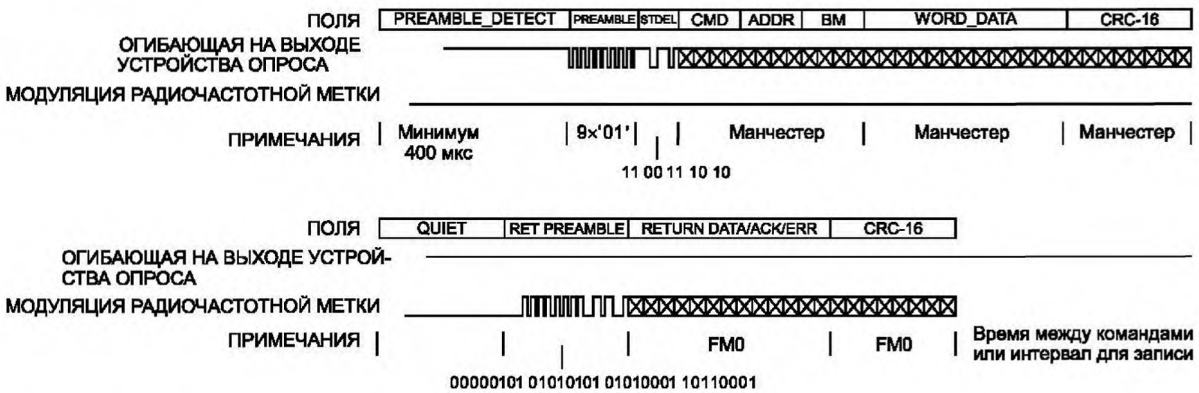 ПОЛЯ PREAMBLE_DETECT PREAMBLE STDEL CMD ADDR BM WORD_DATA CRC-16
ОГИБАЮЩАЯ НА ВЫХОДЕ
УСТРОЙСТВА ОПРОСА
МОДУЛЯЦИЯ РАДИОЧАСТОТНОЙ МЕТКИ
ПРИМЕЧАНИЯ Минимум 9×'01' Манчестер Манчестер Манчестер
400 мкс
11 00 11 10 10
ПОЛЯ QUIET RET PREAMBLE RETURN DATA/ACK/ERR CRC-16
ОГИБАЮЩАЯ НА ВЫХОДЕ УСТРОЙ-
СТВА ОПРОСА
МОДУЛЯЦИЯ РАДИОЧАСТОТНОЙ МЕТКИ
ПРИМЕЧАНИЯ FM0 FM0 Время между командами
или интервал для записи
00000101 01010101 01010001 10110001